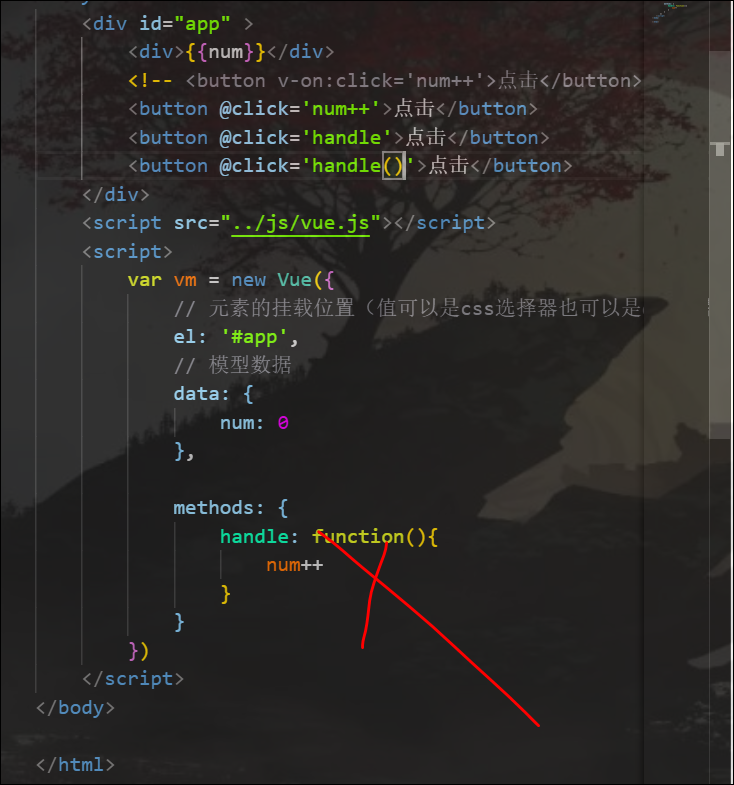 <div id="app" >
<div>{{num}}</div>
<!-- <button v-on:click='num++'>点击</button>
<button @click='num++'>点击</button>
<button @click='handle'>点击</button>
<button @click='handle()'>点击</button>
</div>
<script src="../js/vue.js"></script>
<script>
var vm = new Vue({
// 元素的挂载位置（值可以是css选择器也可以是
el: '#app',
// 模型数据
data: {
num: 0
},
methods: {
handle: function(){
num++
}
}
})
</script>
</body>
</html>